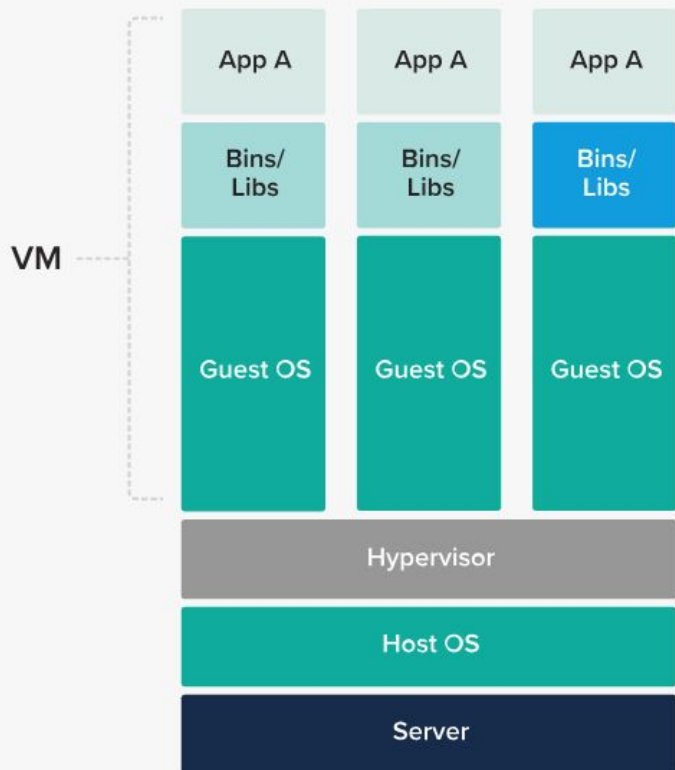 App A
App A
App A
Bins/
Libs
Bins/
Libs
Bins/
Libs
VM
Guest OS
Guest OS
Guest OS
Hypervisor
Host OS
Server